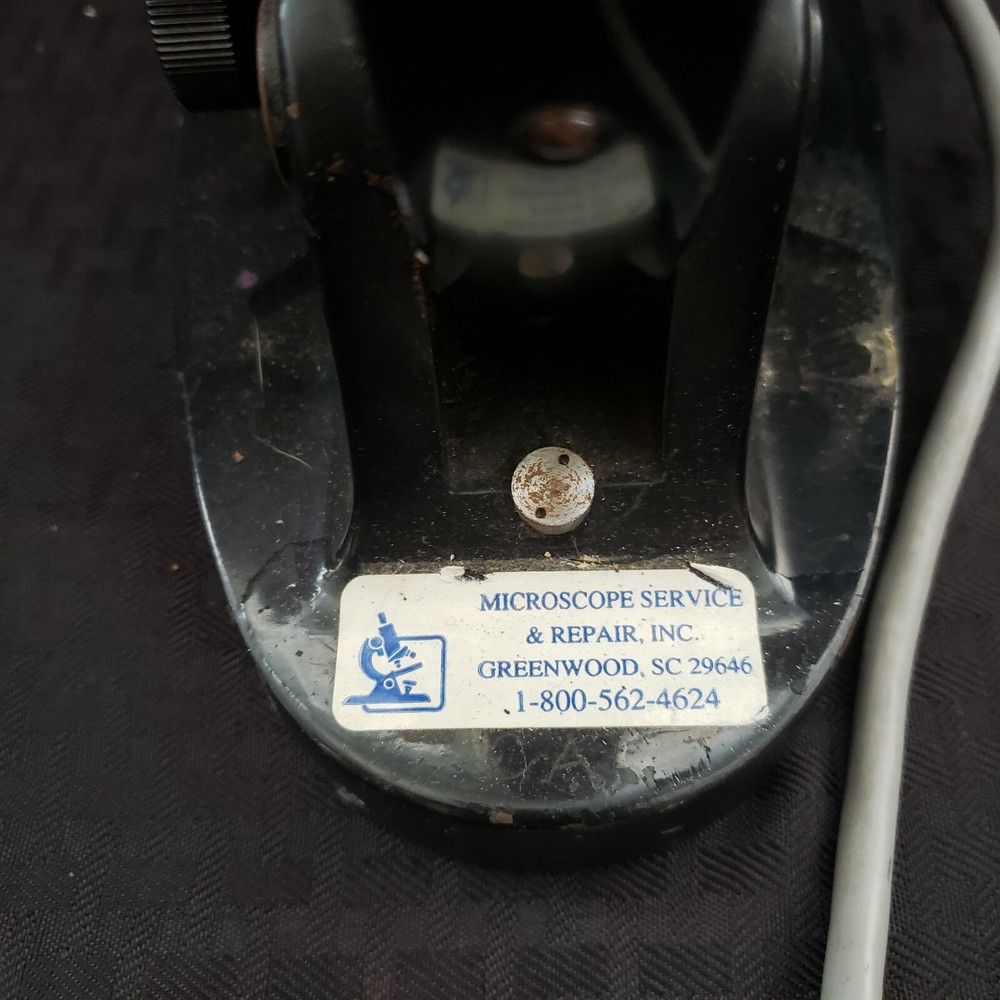 MICROSCOPE SERVICE
& REPAIR, INC.
GREENWOOD, SC 29646
1-800-562-4624